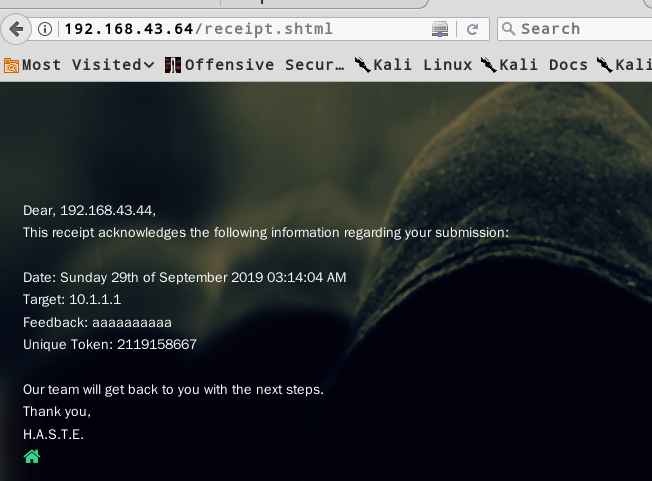 192.168.43.64/receipt.shtml
Search
Most Visited
Offensive Secur…
Kali Linux
Kali Docs
Kali
Dear, 192.168.43.44,
This receipt acknowledges the following information regarding your submission:
Date: Sunday 29th of September 2019 03:14:04 AM
Target: 10.1.1.1
Feedback: aaaaaaaaaa
Unique Token: 2119158667
Our team will get back to you with the next steps.
Thank you,
H.A.S.T.E.